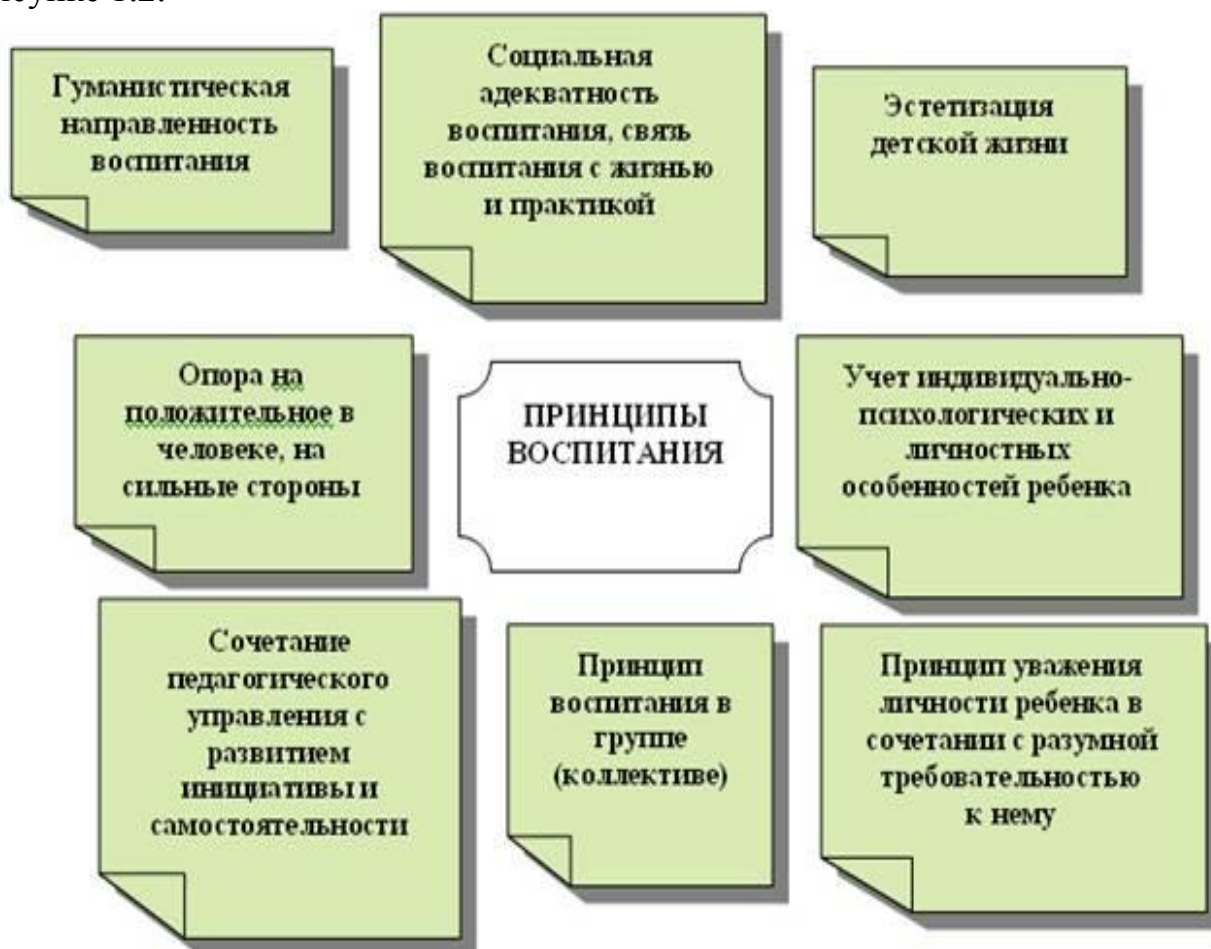 1.2.
Гуманистическая
направленность
воспитания
Социальная
адекватность
воспитания, связь
воспитания с жизнью
и практикой
Эстетизация
детской жизни
Опора на
положительное в
человеке, на
сильные стороны
ПРИНЦИПЫ
ВОСПИТАНИЯ
Учет индивидуально-
психологических и
личностных
особенностей ребенка
Сочетание
педагогического
управления с
развитием
инициативы и
самостоятельности
Принцип
воспитания в
группе
(коллективе)
Принцип уважения
личности ребенка в
сочетании с разумной
требовательностью
к нему